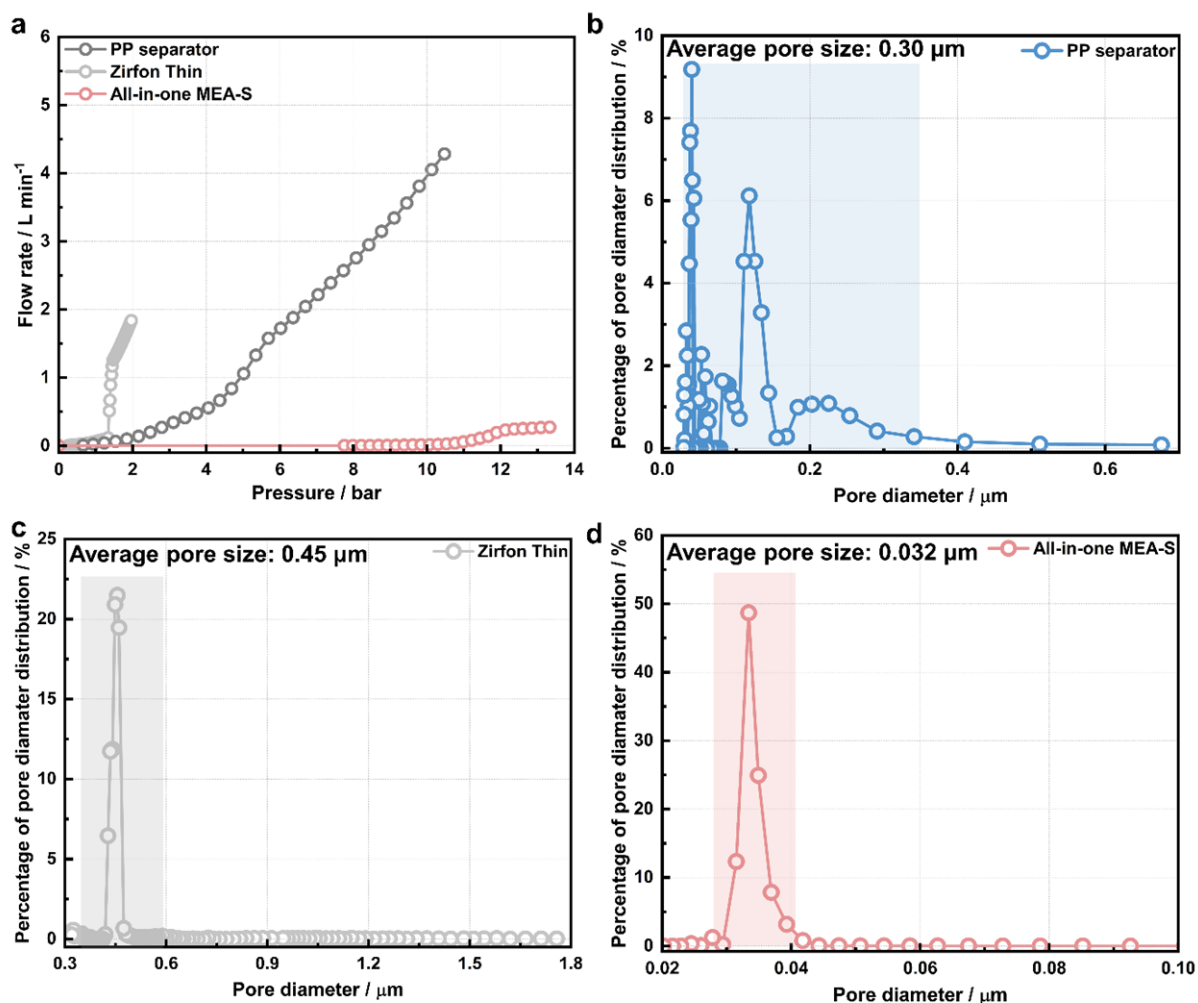 a
PP separator
Zirfon Thin
All-in-one MEA-S
6
5
4
3
2
1
0
Flow rate / L min⁻¹
0 2 4 6 8 10 12 14
Pressure / bar
b
Average pore size: 0.30 μm
PP separator
10
8
6
4
2
0
Percentage of pore diamater distribution / %
0.0 0.2 0.4 0.6
Pore diameter / μm
c
Average pore size: 0.45 μm
Zirfon Thin
25
20
15
10
5
0
Percentage of pore diamater distribution / %
0.3 0.6 0.9 1.2 1.5 1.8
Pore diameter / μm
d
Average pore size: 0.032 μm
All-in-one MEA-S
60
50
40
30
20
10
0
Percentage of pore diamater distribution / %
0.02 0.04 0.06 0.08 0.10
Pore diameter / μm